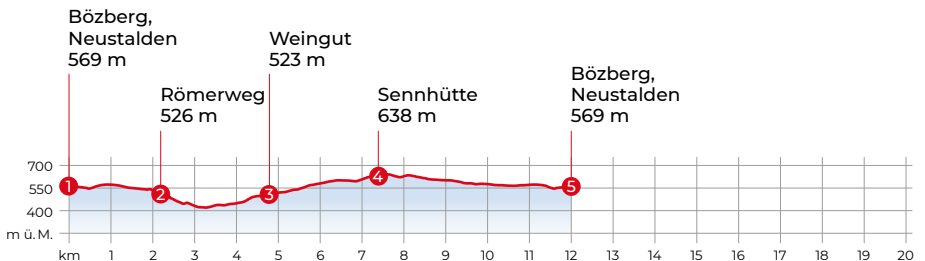 Bözberg,
Neustalden
569 m
Römerweg
526 m
Weingut
523 m
Sennhütte
638 m
Bözberg,
Neustalden
569 m
700
550
400
m ü. M.
1
2
3
4
5
km 1 2 3 4 5 6 7 8 9 10 11 12 13 14 15 16 17 18 19 20